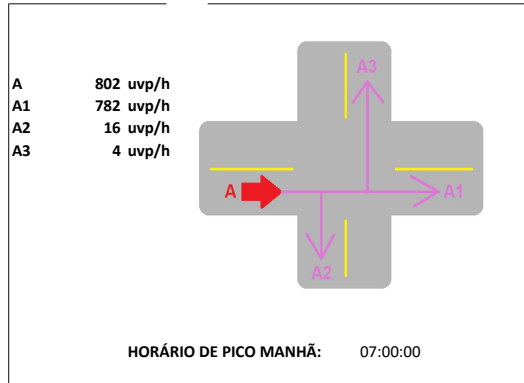 A 802 uvp/h
A1 782 uvp/h
A2 16 uvp/h
A3 4 uvp/h
A3
A
A1
A2
HORÁRIO DE PICO MANHÃ: 07:00:00